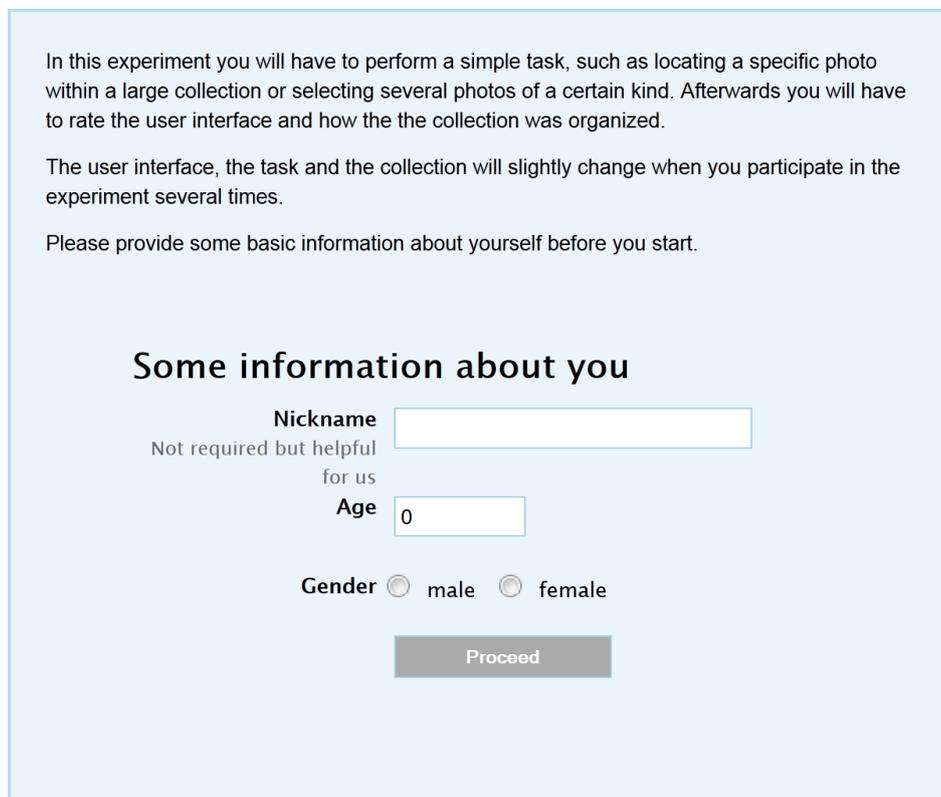 In this experiment you will have to perform a simple task, such as locating a specific photo
within a large collection or selecting several photos of a certain kind. Afterwards you will have
to rate the user interface and how the the collection was organized.
The user interface, the task and the collection will slightly change when you participate in the
experiment several times.
Please provide some basic information about yourself before you start.
Some information about you
Nickname
Not required but helpful
for us
Age 0
Gender male female
Proceed